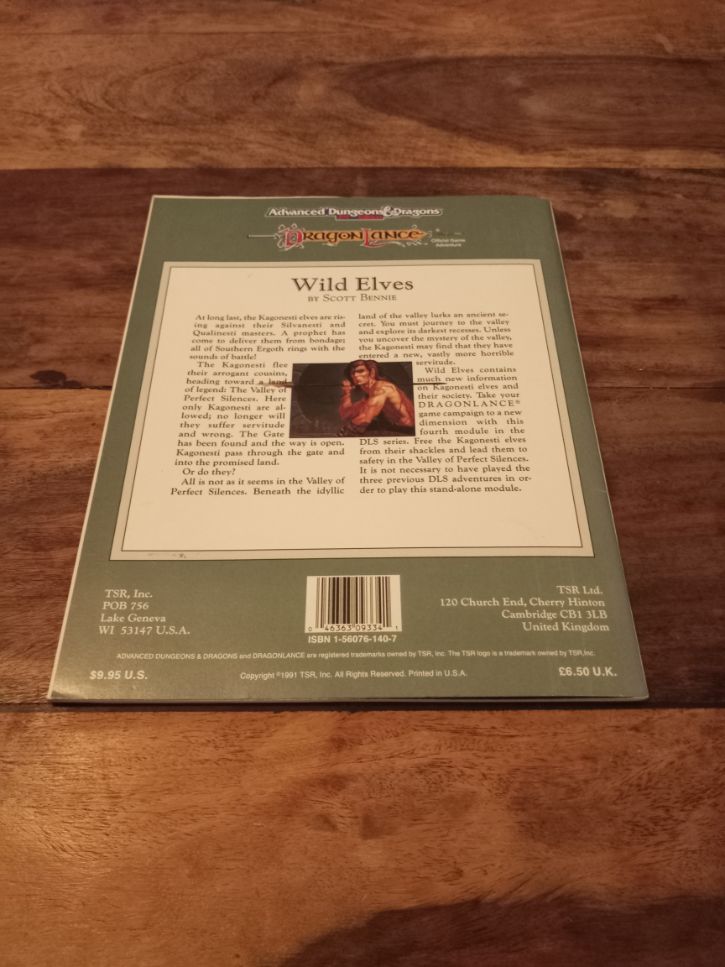 Advanced Dungeons & Dragons
DRAGONLANCE
Official Game
Adventure
Wild Elves
BY SCOTT BENNIE
At long last, the Kagonesti elves are ris-
ing against their Silvanesti and
Qualinesti masters. A prophet has
come to deliver them from bondage;
all of Southern Ergoth rings with the
sounds of battle!
The Kagonesti flee
their arrogant cousins,
heading toward a land
of legend: The Valley of
Perfect Silences. Here
only Kagonesti are al-
lowed; no longer will
they suffer servitude
and wrong. The Gate
has been found and the way is open.
Kagonesti pass through the gate and
into the promised land.
Or do they?
All is not as it seems in the Valley of
Perfect Silences. Beneath the idyllic
land of the valley lurks an ancient se-
cret. You must journey to the valley
and explore its darkest recesses. Unless
you uncover the mystery of the valley,
the Kagonesti may find that they have
entered a new, vastly more horrible
servitude.
Wild Elves contains
much new information
on Kagonesti elves and
their society. Take your
DRAGONLANCE®
game campaign to a new
dimension with this
fourth module in the
DLS series. Free the Kagonesti elves
from their shackles and lead them to
safety in the Valley of Perfect Silences.
It is not necessary to have played the
three previous DLS adventures in or-
der to play this stand-alone module.
TSR, Inc.
POB 756
Lake Geneva
WI 53147 U.S.A.
0 46363 09334 1
ISBN 1-56076-140-7
TSR Ltd.
120 Church End, Cherry Hinton
Cambridge CB1 3LB
United Kingdom
ADVANCED DUNGEONS & DRAGONS and DRAGONLANCE are registered trademarks owned by TSR, Inc. The TSR logo is a trademark owned by TSR, Inc.
$9.95 U.S.
Copyright ©1991 TSR, Inc. All Rights Reserved. Printed in U.S.A.
£6.50 U.K.